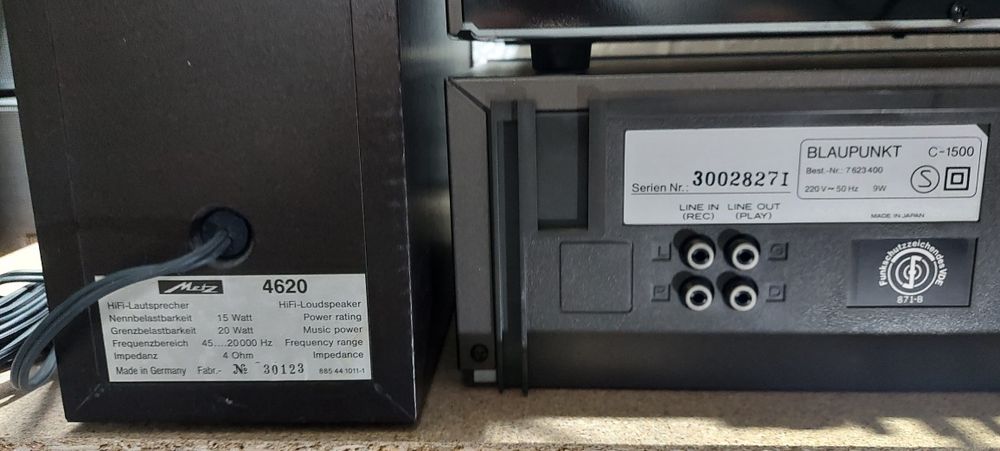 Metz 4620
HiFi-Lautsprecher HiFi-Loudspeaker
Nennbelastbarkeit 15 Watt Power rating
Grenzbelastbarkeit 20 Watt Music power
Frequenzbereich 45....20000 Hz Frequency range
Impedanz 4 Ohm Impedance
Made in Germany Fabr.- № 30123 885 44 1011-1
BLAUPUNKT C-1500
Best.-Nr.: 7 623 400
220 V ~ 50 Hz 9W
S
Serien Nr.: 3002827I
LINE IN LINE OUT
(REC) (PLAY)
MADE IN JAPAN
L G
R D
Funkschutzzeichen des VDE
871-B